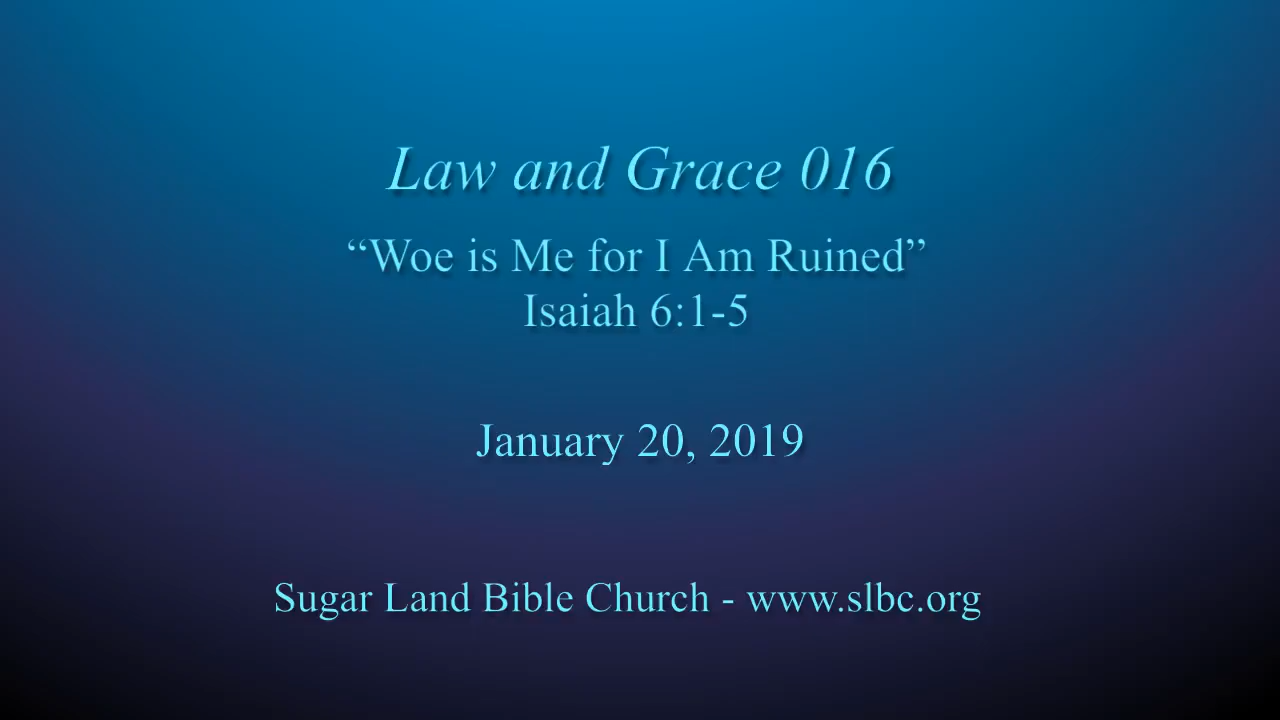 Law and Grace 016
“Woe is Me for I Am Ruined”
Isaiah 6:1-5
January 20, 2019
Sugar Land Bible Church - www.slbc.org